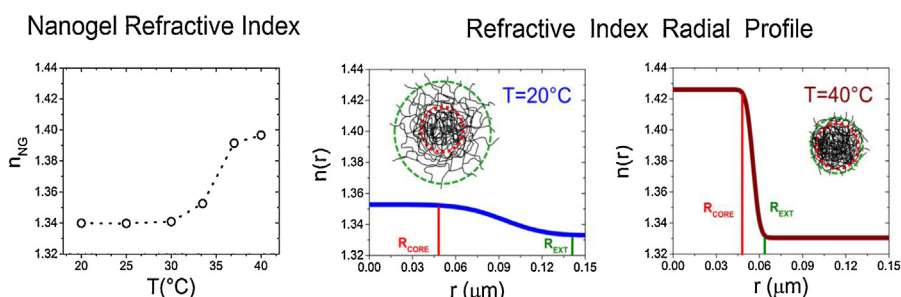 Nanogel Refractive Index
Refractive Index Radial Profile
1.44
1.42
1.40
1.38
1.36
1.34
1.32
20 25 30 35 40
T(°C)
n_NG
1.44
1.42
1.40
1.38
1.36
1.34
1.32
0.00 0.03 0.06 0.09 0.12 0.15
r (μm)
n(r)
T=20°C
R_CORE
R_EXT
1.44
1.42
1.40
1.38
1.36
1.34
1.32
0.00 0.03 0.06 0.09 0.12 0.15
r (μm)
n(r)
T=40°C
R_CORE
R_EXT